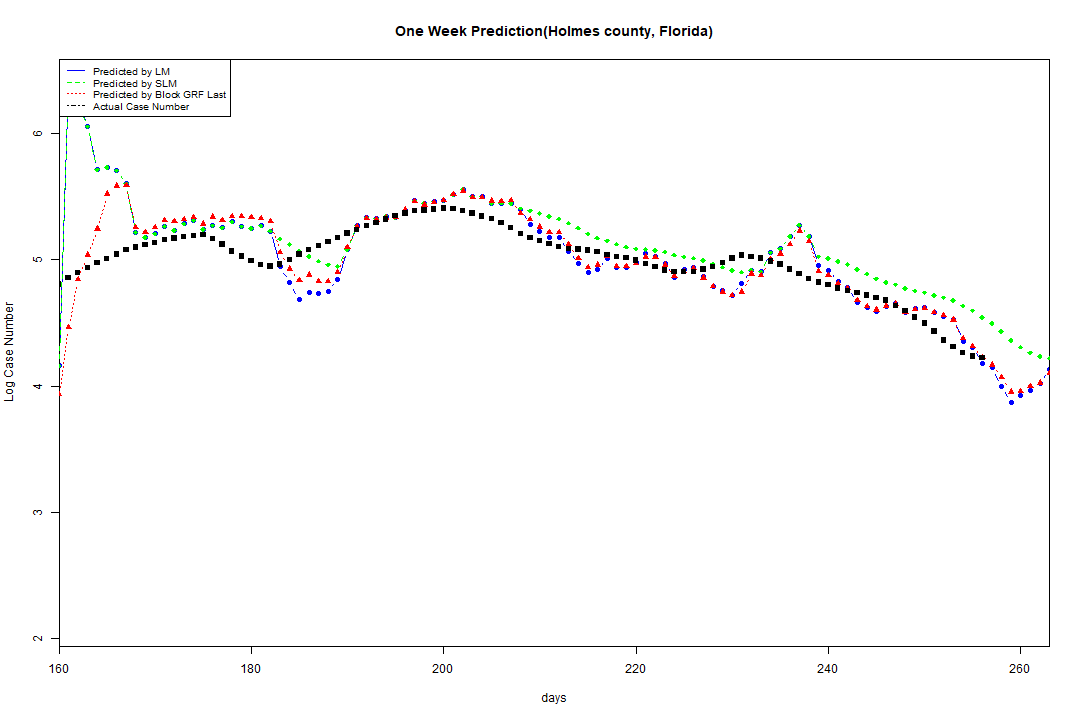 One Week Prediction(Holmes county, Florida)
Predicted by LM
Predicted by SLM
Predicted by Block GRF Last
Actual Case Number
6
5
4
3
2
Log Case Number
160 180 200 220 240 260
days